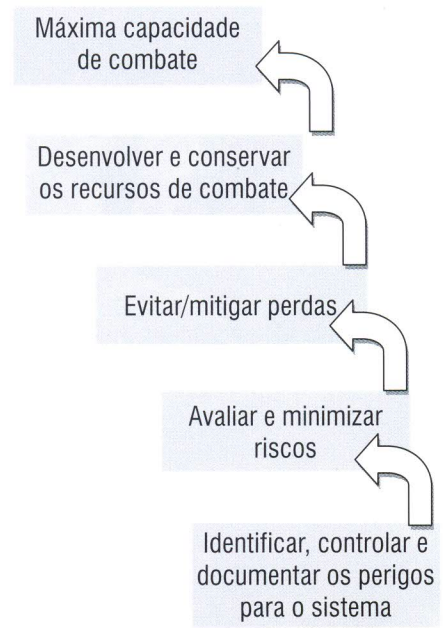 Máxima capacidade
de combate
Desenvolver e conservar
os recursos de combate
Evitar/mitigar perdas
Avaliar e minimizar
riscos
Identificar, controlar e
documentar os perigos
para o sistema